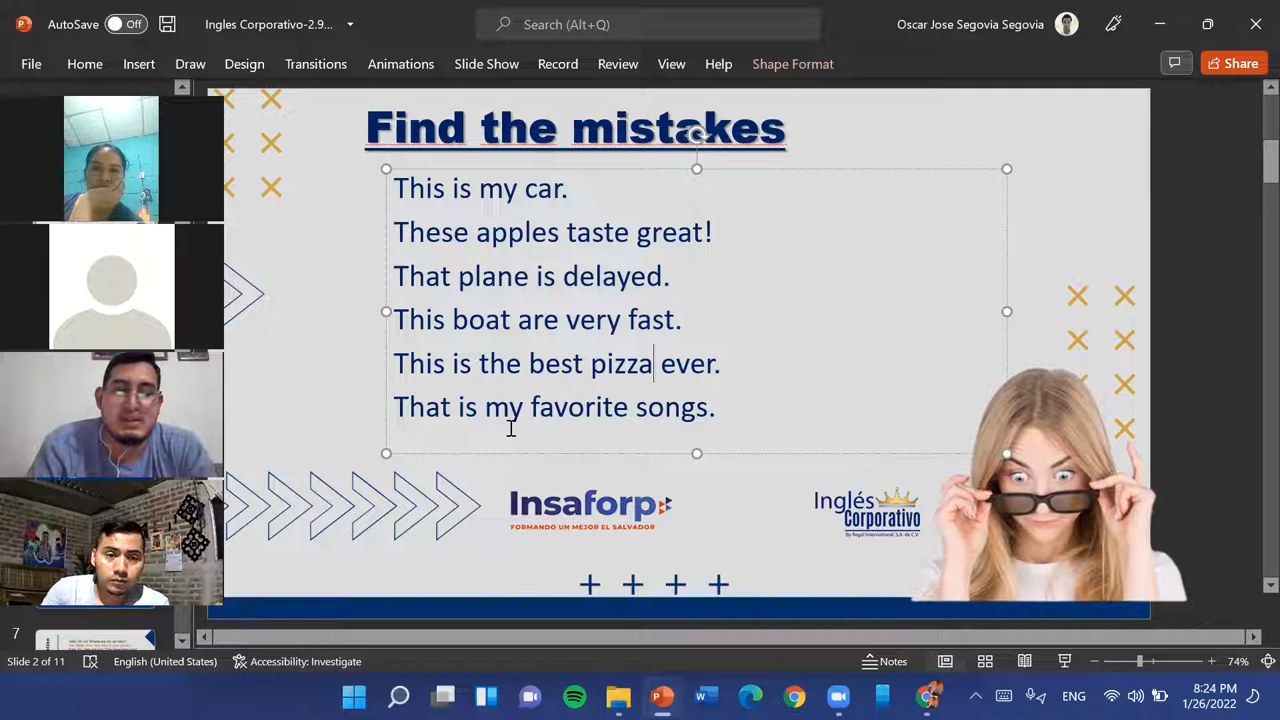 AutoSave Off Ingles Corporativo-2.9... Search (Alt+Q) Oscar Jose Segovia Segovia
File Home Insert Draw Design Transitions Animations Slide Show Record Review View Help Shape Format Share
Find the mistakes
This is my car.
These apples taste great!
That plane is delayed.
This boat are very fast.
This is the best pizza ever.
That is my favorite songs.
Insaforp
FORMANDO UN MEJOR EL SALVADOR
Inglés
Corporativo
By Regal International, S.A. de C.V.
7
Slide 2 of 11 English (United States) Accessibility: Investigate Notes 74%
ENG 8:24 PM
1/26/2022